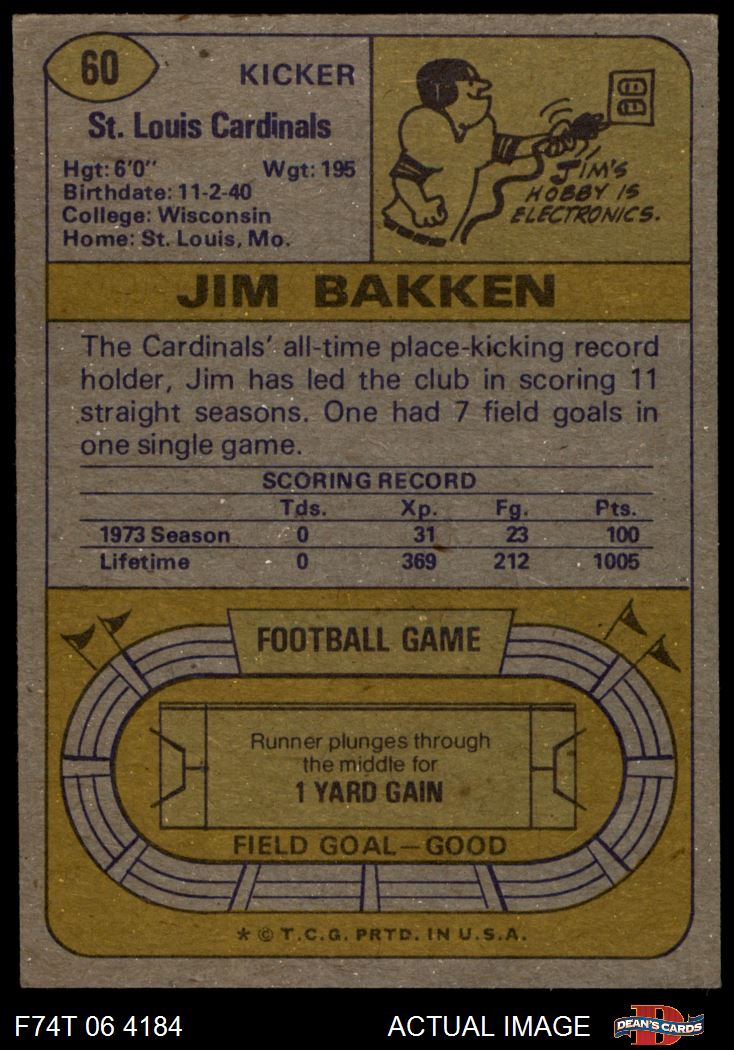 60
KICKER
St. Louis Cardinals
Hgt: 6'0" Wgt: 195
Birthdate: 11-2-40
College: Wisconsin
Home: St. Louis, Mo.
JIM'S
HOBBY IS
ELECTRONICS.
JIM BAKKEN
The Cardinals' all-time place-kicking record
holder, Jim has led the club in scoring 11
straight seasons. One had 7 field goals in
one single game.
SCORING RECORD
Tds. Xp. Fg. Pts.
1973 Season 0 31 23 100
Lifetime 0 369 212 1005
FOOTBALL GAME
Runner plunges through
the middle for
1 YARD GAIN
FIELD GOAL—GOOD
* © T.C.G. PRTD. IN U.S.A.
F74T 06 4184 ACTUAL IMAGE
DEAN'S CARDS